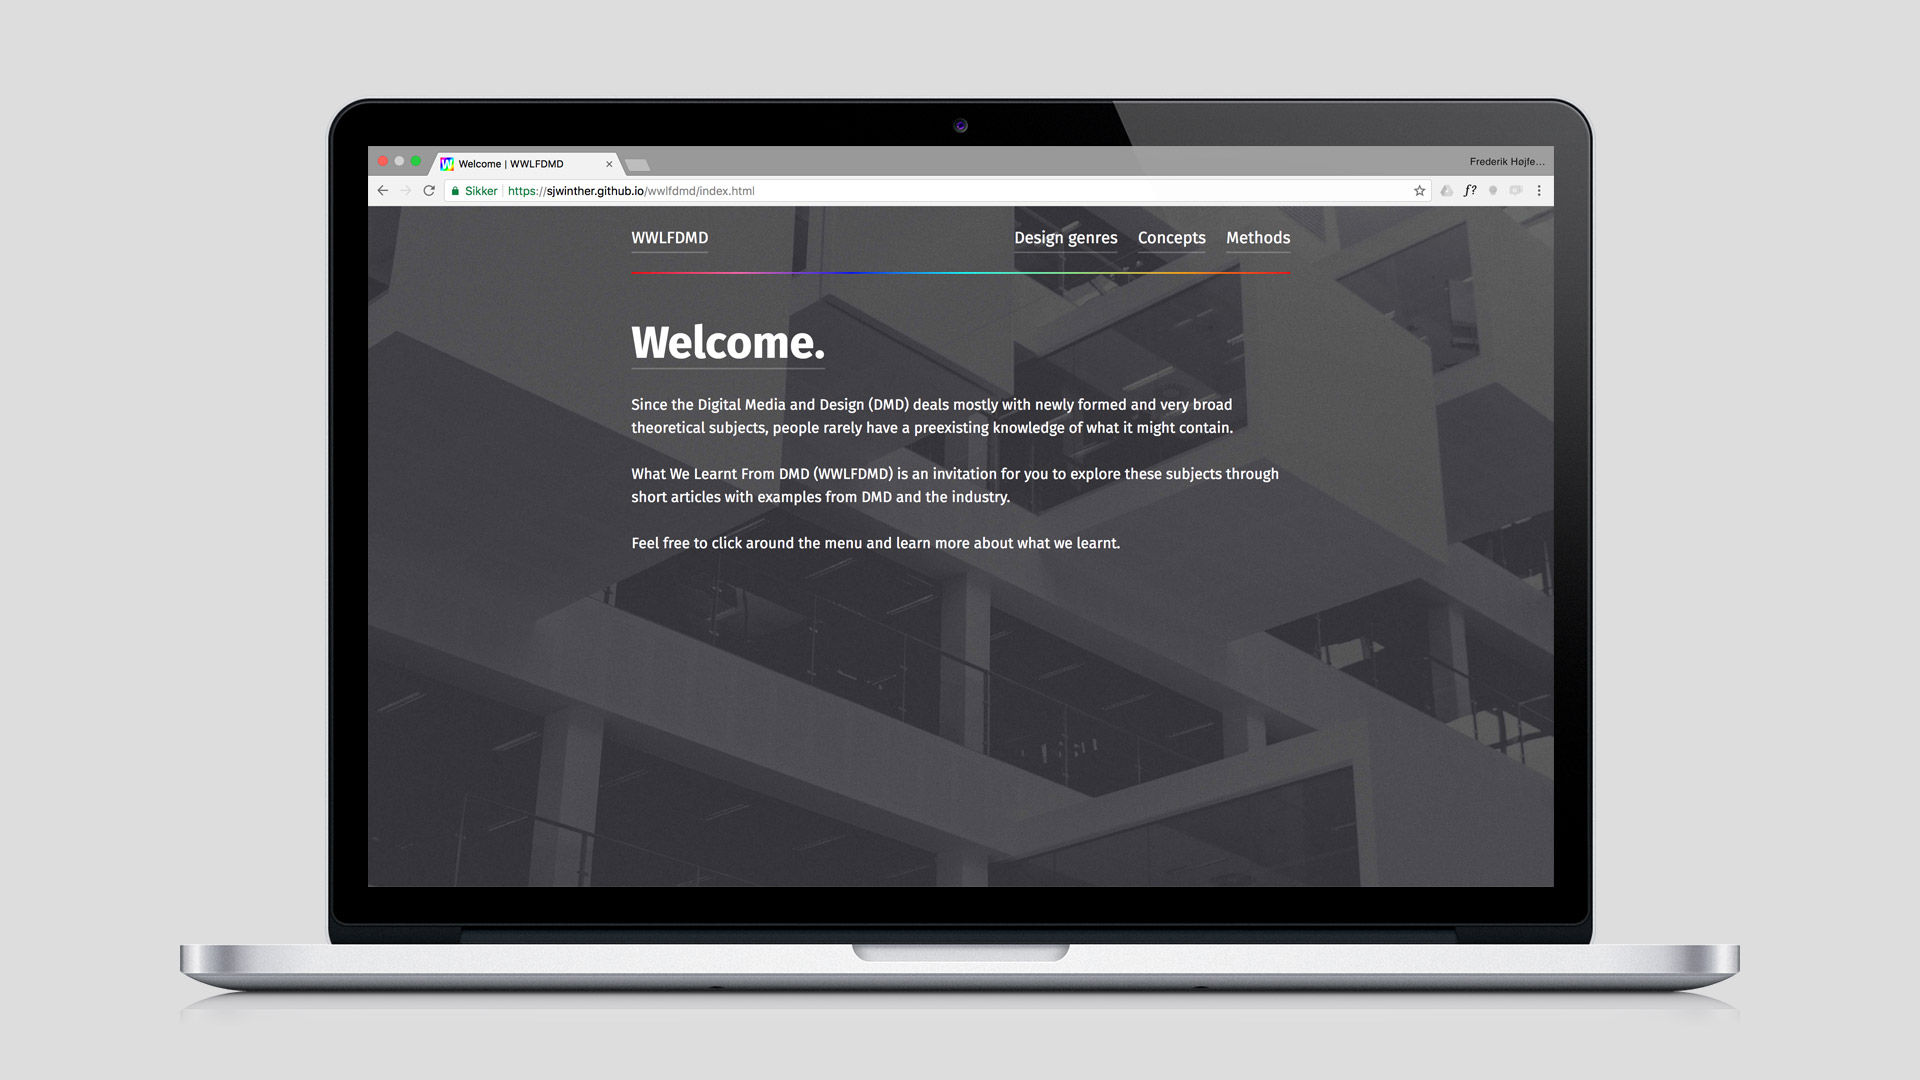 Welcome | WWLFDMD
Frederik Højfe...
Sikker https://sjwinther.github.io/wwlfdmd/index.html
f?
WWLFDMD Design genres Concepts Methods
Welcome.
Since the Digital Media and Design (DMD) deals mostly with newly formed and very broad
theoretical subjects, people rarely have a preexisting knowledge of what it might contain.
What We Learnt From DMD (WWLFDMD) is an invitation for you to explore these subjects through
short articles with examples from DMD and the industry.
Feel free to click around the menu and learn more about what we learnt.